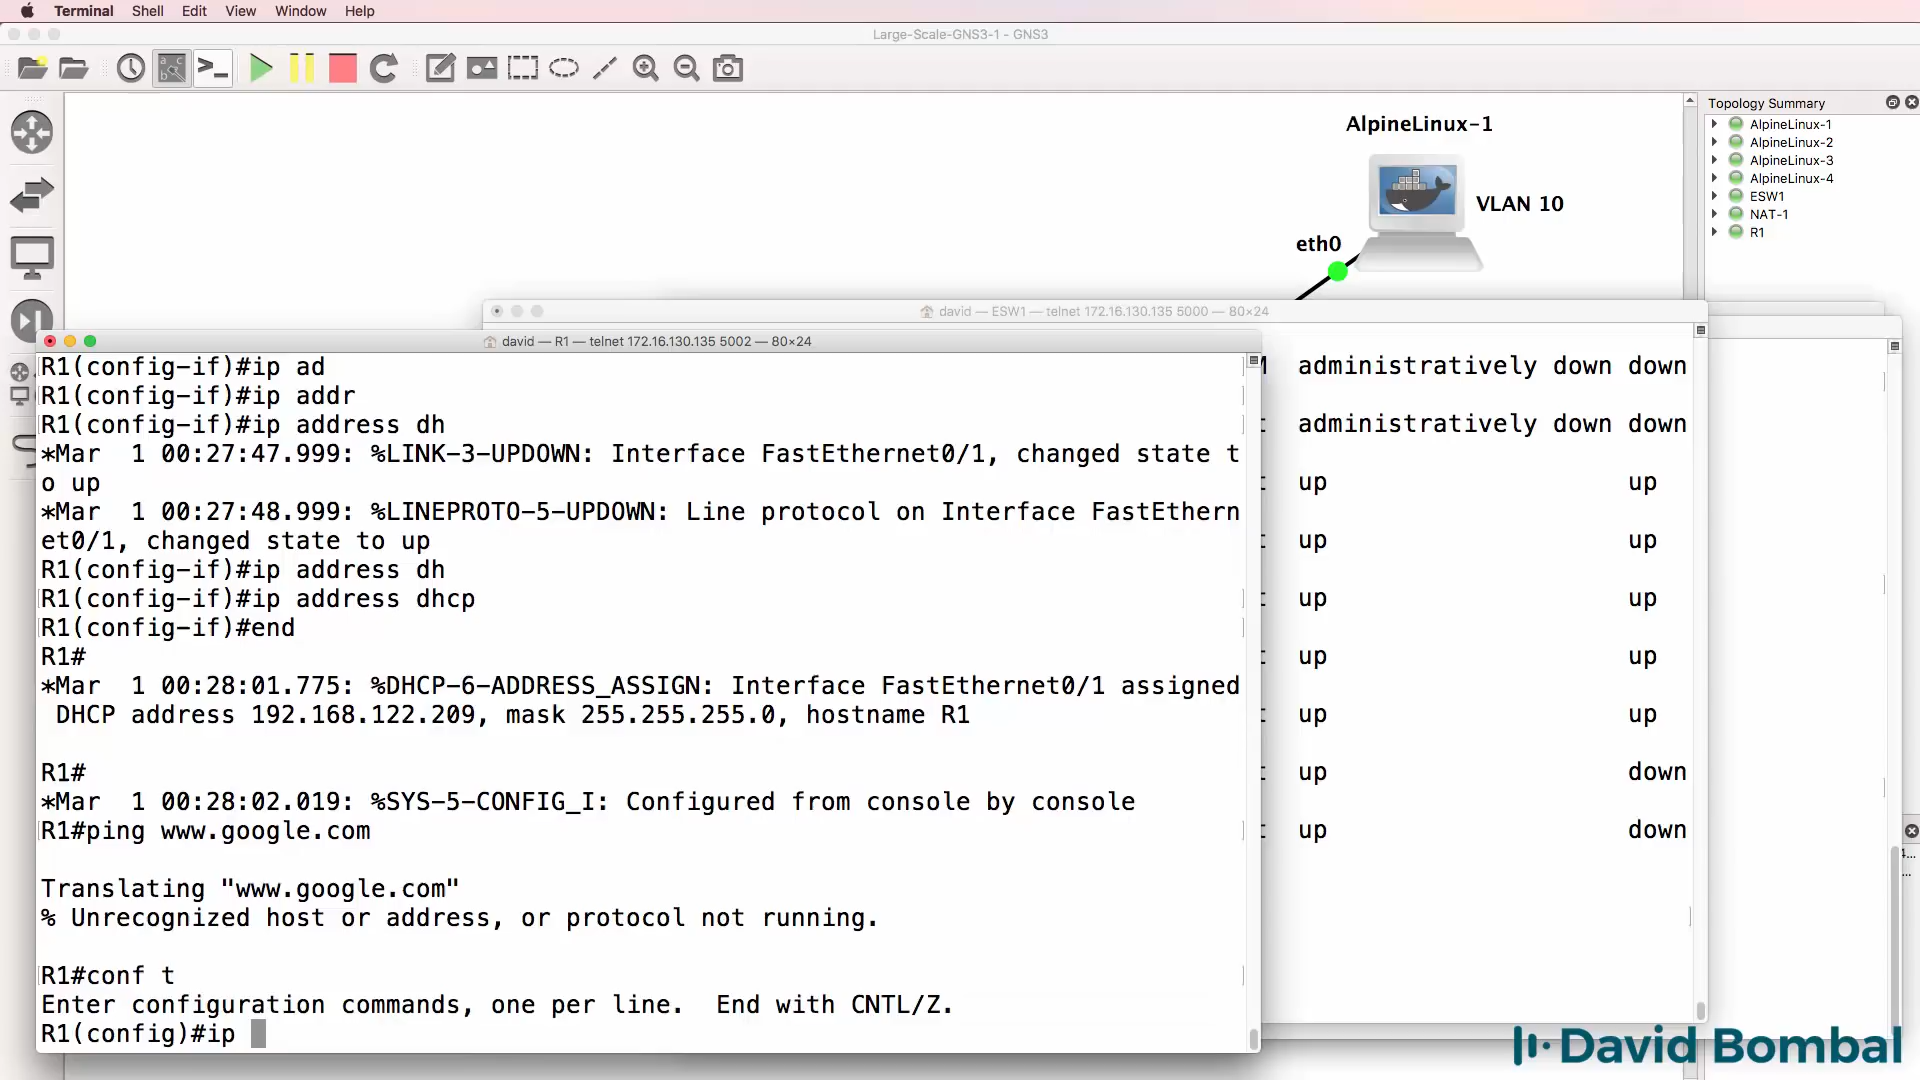 Terminal Shell Edit View Window Help
Large-Scale-GNS3-1 - GNS3
Topology Summary
AlpineLinux-1
AlpineLinux-2
AlpineLinux-3
AlpineLinux-4
ESW1
NAT-1
R1
AlpineLinux-1
VLAN 10
eth0
david — ESW1 — telnet 172.16.130.135 5000 — 80×24
administratively down down
administratively down down
up up
up up
up up
up up
up up
up down
up down
david — R1 — telnet 172.16.130.135 5002 — 80×24
R1(config-if)#ip ad
R1(config-if)#ip addr
R1(config-if)#ip address dh
*Mar 1 00:27:47.999: %LINK-3-UPDOWN: Interface FastEthernet0/1, changed state t
o up
*Mar 1 00:27:48.999: %LINEPROTO-5-UPDOWN: Line protocol on Interface FastEthern
et0/1, changed state to up
R1(config-if)#ip address dh
R1(config-if)#ip address dhcp
R1(config-if)#end
R1#
*Mar 1 00:28:01.775: %DHCP-6-ADDRESS_ASSIGN: Interface FastEthernet0/1 assigned
DHCP address 192.168.122.209, mask 255.255.255.0, hostname R1
R1#
*Mar 1 00:28:02.019: %SYS-5-CONFIG_I: Configured from console by console
R1#ping www.google.com
Translating "www.google.com"
% Unrecognized host or address, or protocol not running.
R1#conf t
Enter configuration commands, one per line. End with CNTL/Z.
R1(config)#ip
David Bombal